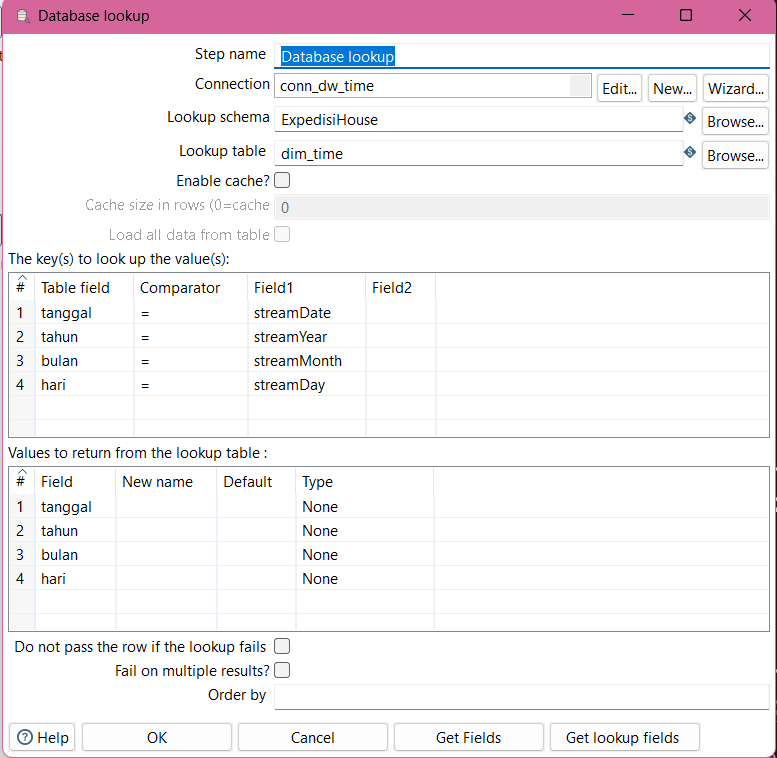 Database lookup
Step name Database lookup
Connection conn_dw_time Edit... New... Wizard...
Lookup schema ExpedisiHouse Browse...
Lookup table dim_time Browse...
Enable cache?
Cache size in rows (0=cache 0
Load all data from table
The key(s) to look up the value(s):
# Table field Comparator Field1 Field2
1 tanggal = streamDate
2 tahun = streamYear
3 bulan = streamMonth
4 hari = streamDay
Values to return from the lookup table :
# Field New name Default Type
1 tanggal None
2 tahun None
3 bulan None
4 hari None
Do not pass the row if the lookup fails
Fail on multiple results?
Order by
Help OK Cancel Get Fields Get lookup fields